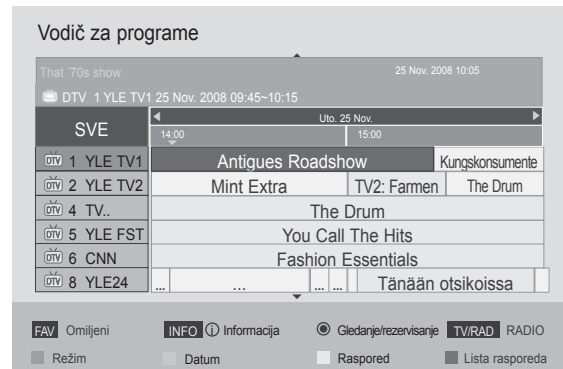 Vodič za programe
That '70s show 25 Nov. 2008 10:05
DTV 1 YLE TV1 25 Nov. 2008 09:45~10:15
SVE
Uto. 25 Nov.
14:00 15:00
DTV 1 YLE TV1 Antigues Roadshow Kungskonsumente
DTV 2 YLE TV2 Mint Extra TV2: Farmen The Drum
DTV 4 TV.. The Drum
DTV 5 YLE FST You Call The Hits
DTV 6 CNN Fashion Essentials
DTV 8 YLE24 ... ... ... ... Tänään otsikoissa
FAV Omiljeni INFO i Informacija Gledanje/rezervisanje TV/RAD RADIO
Režim Datum Raspored Lista rasporeda